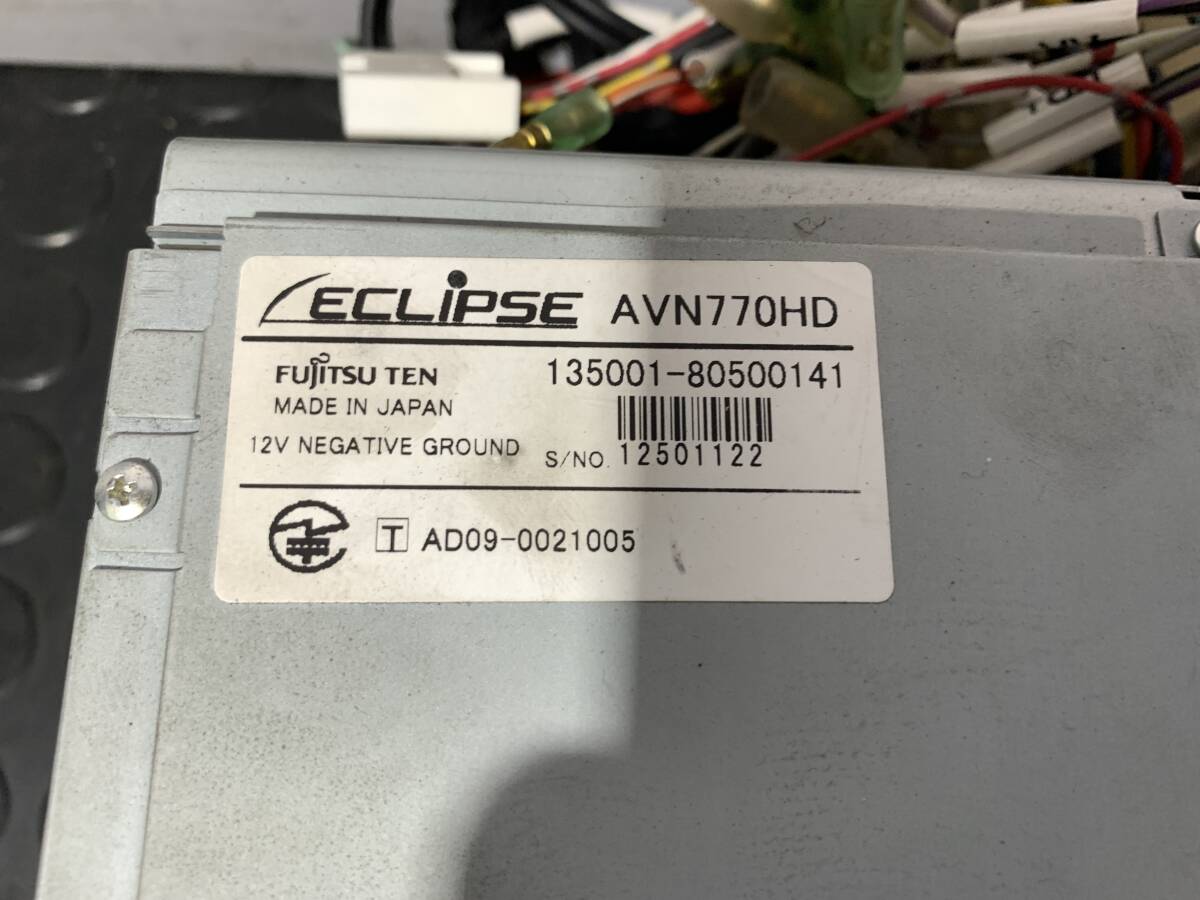 ECLIPSE AVN770HD
FUJITSU TEN 135001-80500141
MADE IN JAPAN
12V NEGATIVE GROUND S/NO. 12501122
T AD09-0021005